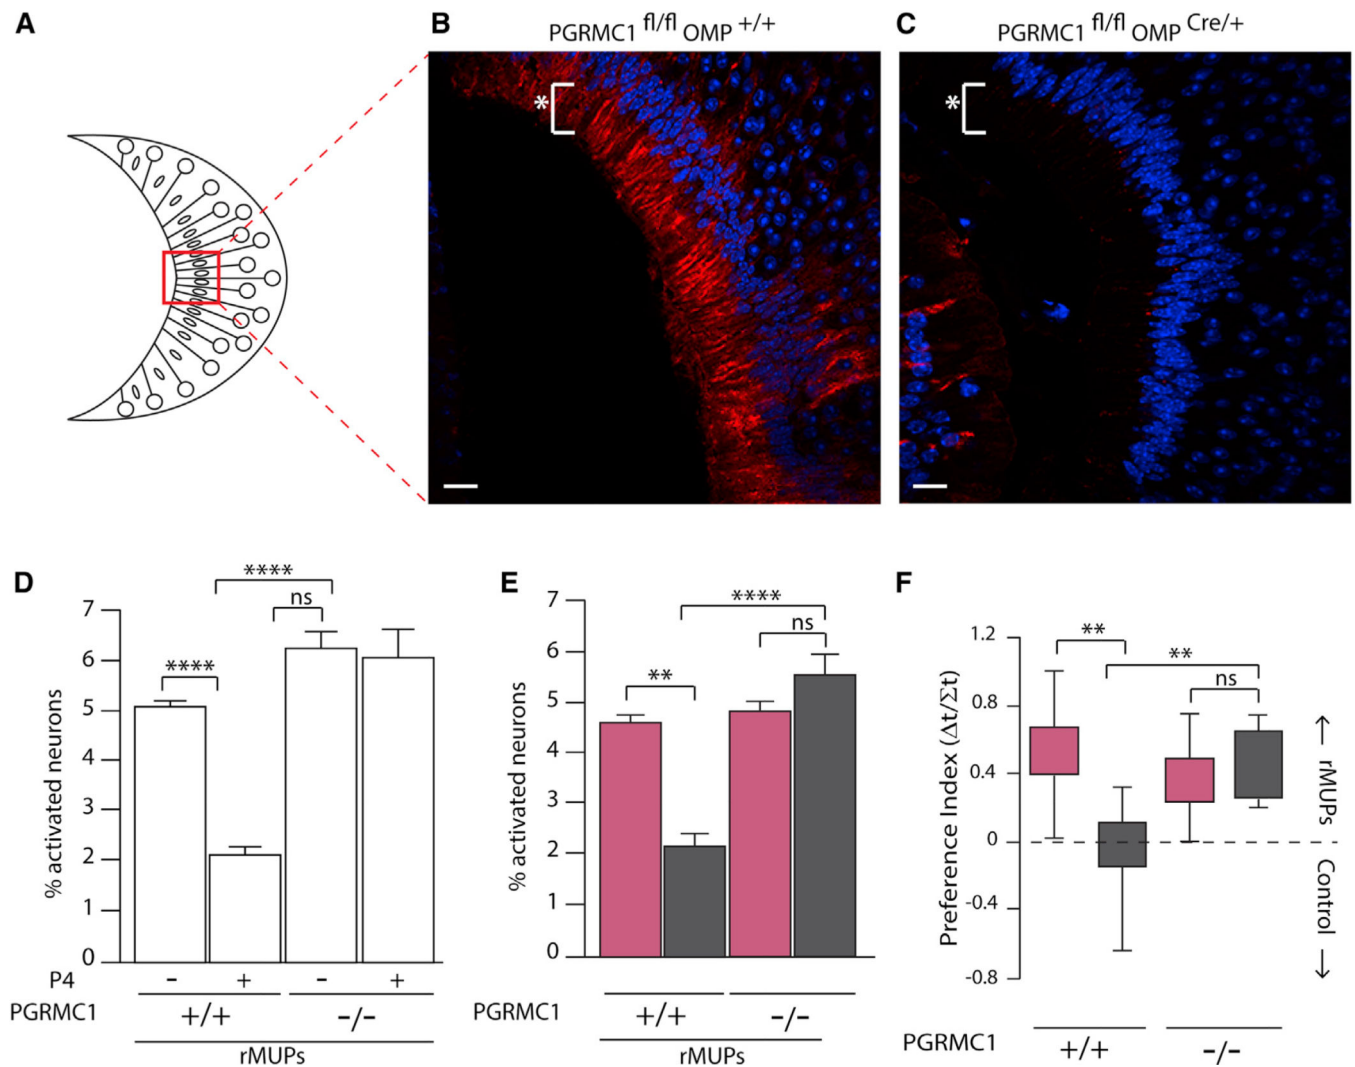 A
B
PGRMC1 fl/fl OMP +/+
C
PGRMC1 fl/fl OMP Cre/+
*
*
D
% activated neurons
7
6
5
4
3
2
1
0
****
****
ns
P4 - + - +
PGRMC1 +/+ -/-
rMUPs
E
% activated neurons
7
6
5
4
3
2
1
0
**
****
ns
PGRMC1 +/+ -/-
rMUPs
F
Preference Index (Δt/Σt)
1.2
0.8
0.4
0
-0.4
-0.8
**
**
ns
← Control
rMUPs →
PGRMC1 +/+ -/-